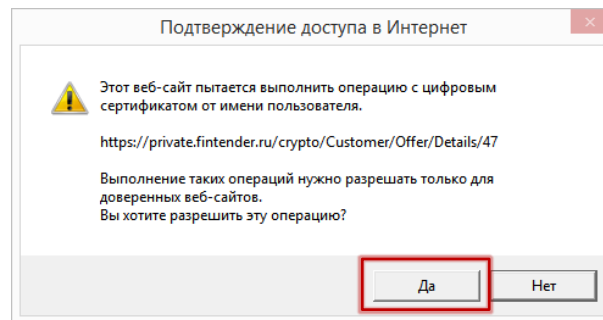 Подтверждение доступа в Интернет
Этот веб-сайт пытается выполнить операцию с цифровым
сертификатом от имени пользователя.
https://private.fintender.ru/crypto/Customer/Offer/Details/47
Выполнение таких операций нужно разрешать только для
доверенных веб-сайтов.
Вы хотите разрешить эту операцию?
Да
Нет